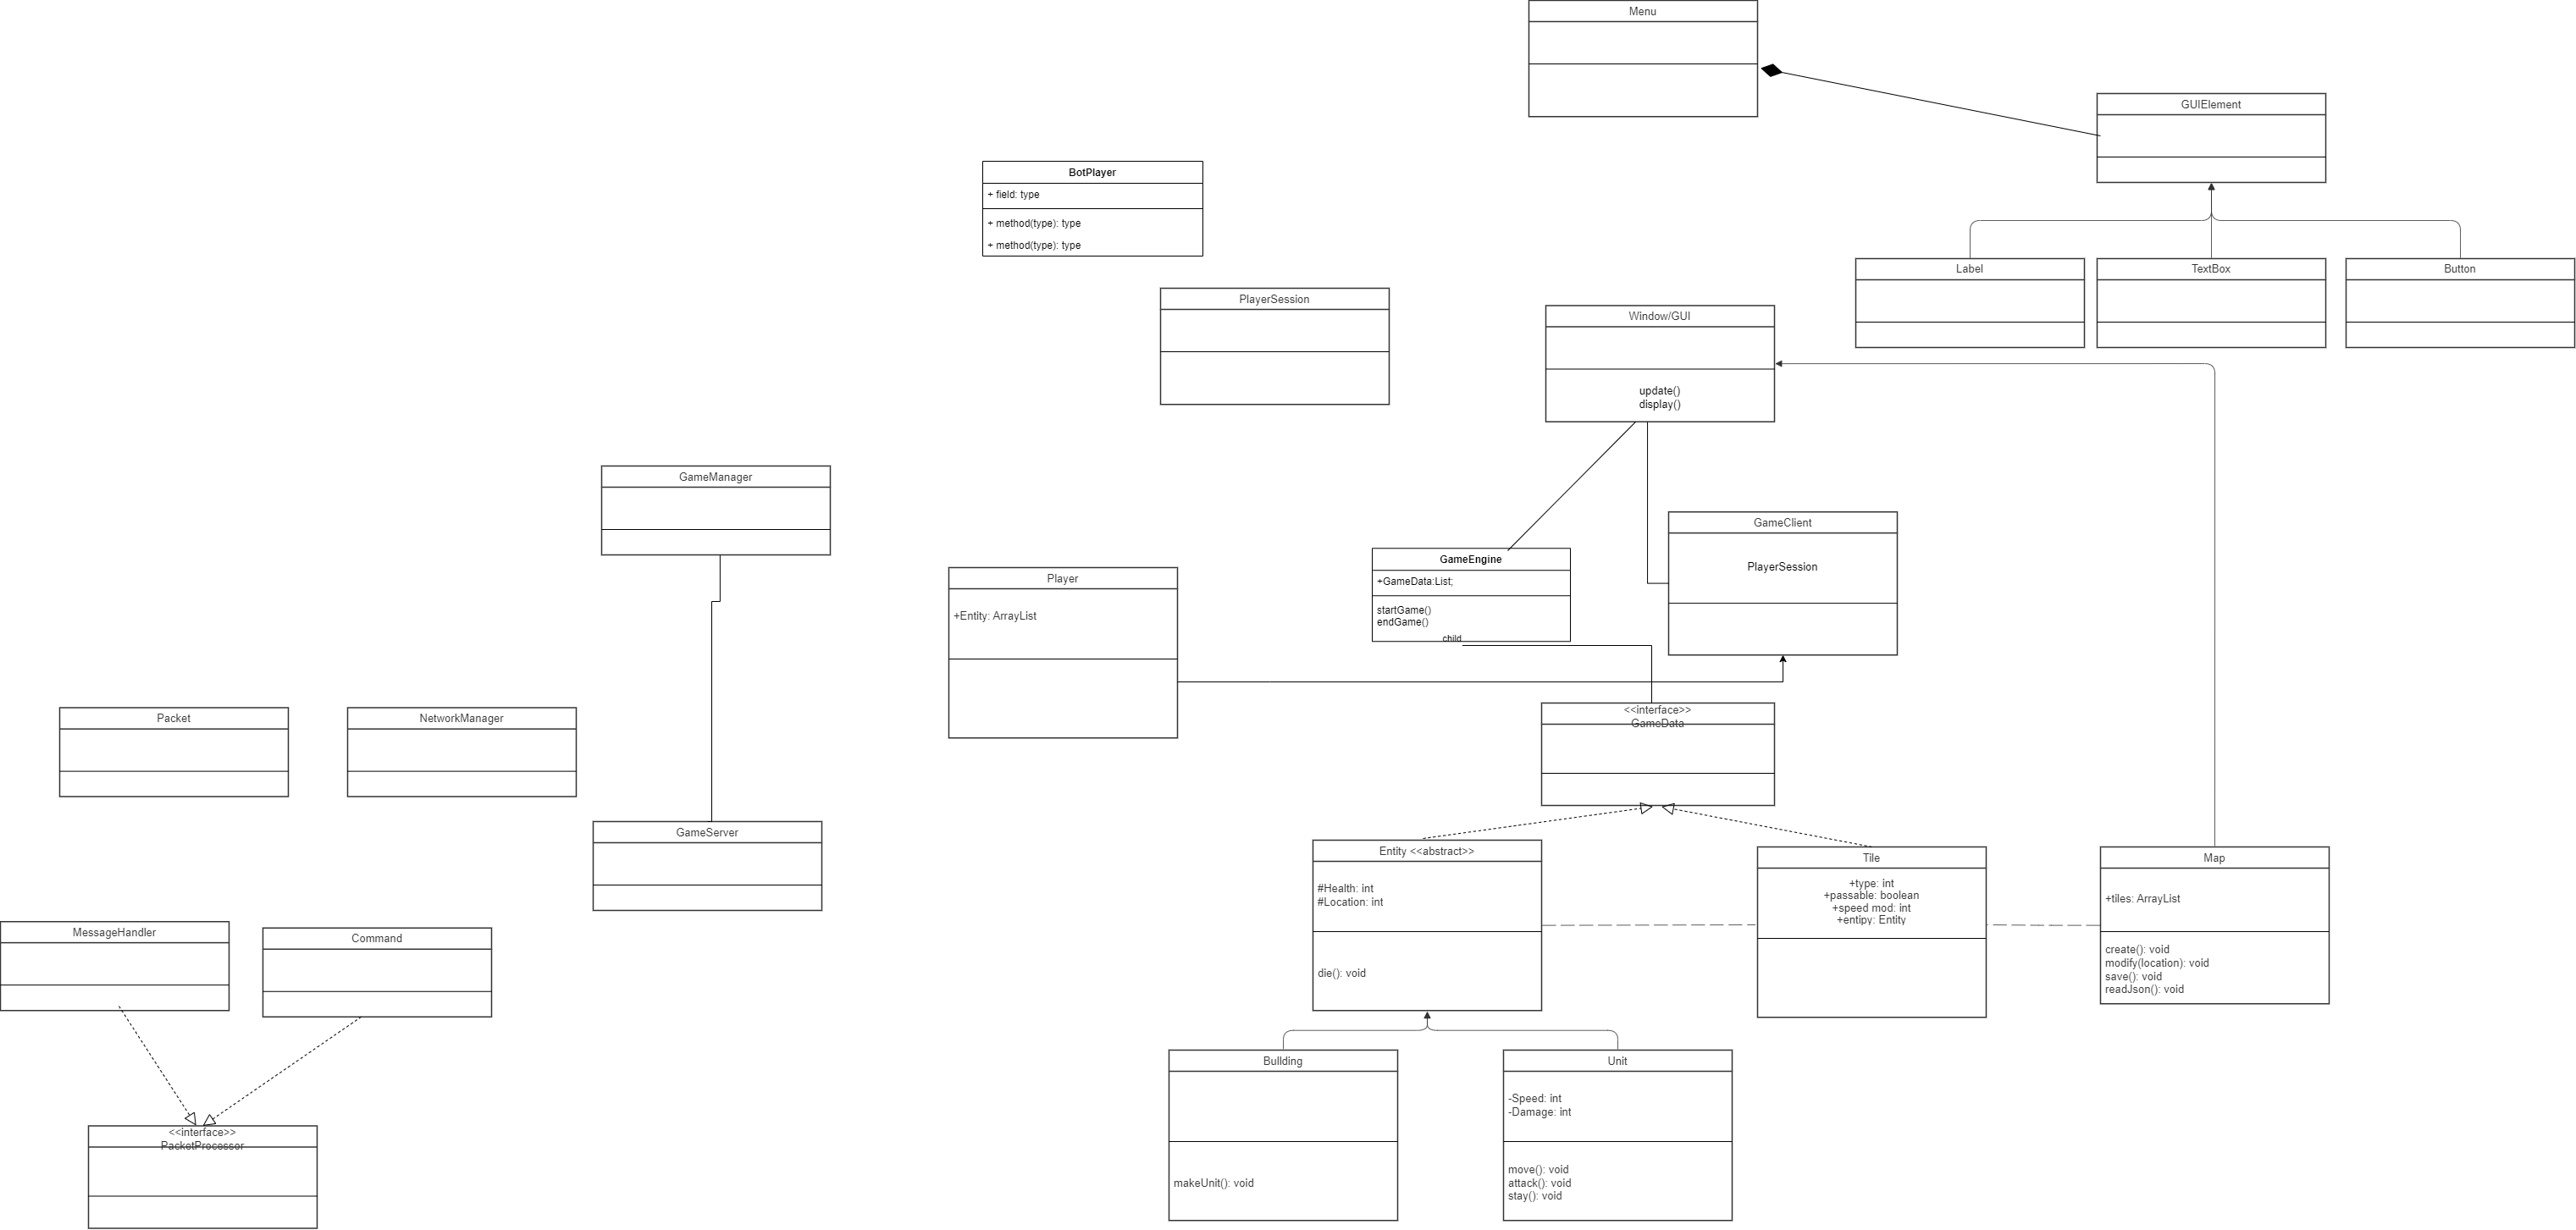 Menu
GUIElement
BotPlayer
+ field: type
+ method(type): type
+ method(type): type
Label
TextBox
Button
PlayerSession
Window/GUI
update()
display()
GameManager
GameClient
PlayerSession
GameEngine
+GameData:List;
startGame()
endGame()
child
Player
+Entity: ArrayList
<<interface>>
GameData
Packet
NetworkManager
GameServer
Entity <<abstract>>
#Health: int
#Location: int
die(): void
Tile
+type: int
+passable: boolean
+speed mod: int
+entipy: Entity
Map
+tiles: ArrayList
create(): void
modify(location): void
save(): void
readJson(): void
MessageHandler
Command
<<interface>>
PacketProcessor
Bullding
makeUnit(): void
Unit
-Speed: int
-Damage: int
move(): void
attack(): void
stay(): void